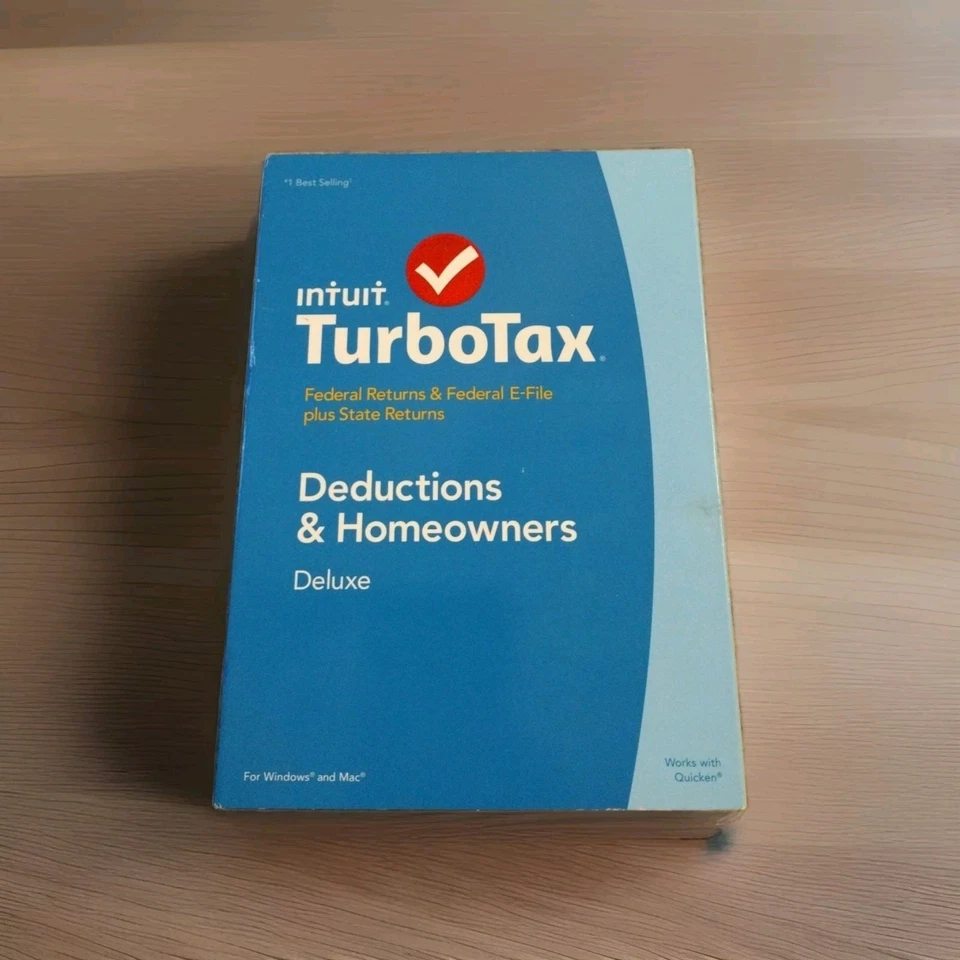 #1 Best Selling¹
intuit®
TurboTax®
Federal Returns & Federal E-File
plus State Returns
Deductions
& Homeowners
Deluxe
For Windows® and Mac®
Works with
Quicken®